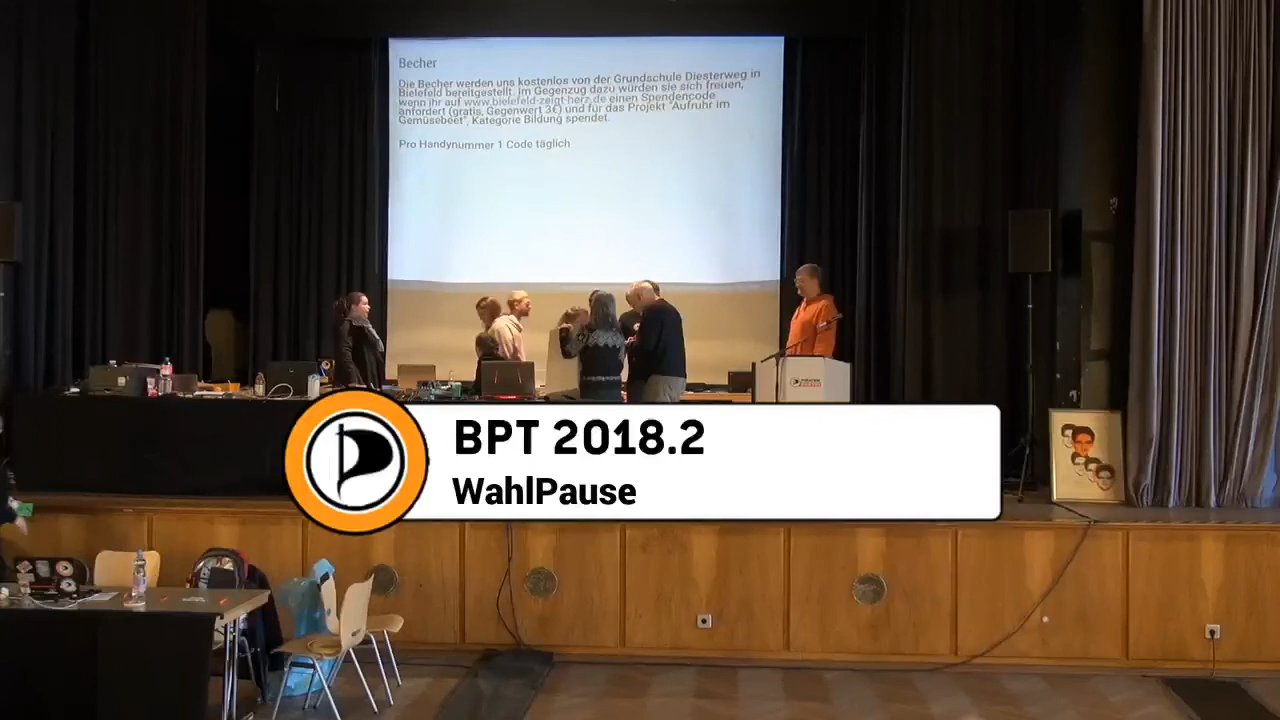 Becher
Die Becher werden uns kostenlos von der Grundschule Diesterweg in
Bielefeld bereitgestellt. Im Gegenzug dazu würden sie sich freuen,
wenn ihr auf www.bielefeld-zeigt-herz.de einen Spendencode
anfordert (gratis, Gegenwert 3€) und für das Projekt "Aufruhr im
Gemüsebeet", Kategorie Bildung spendet.
Pro Handynummer 1 Code täglich
BPT 2018.2
WahlPause